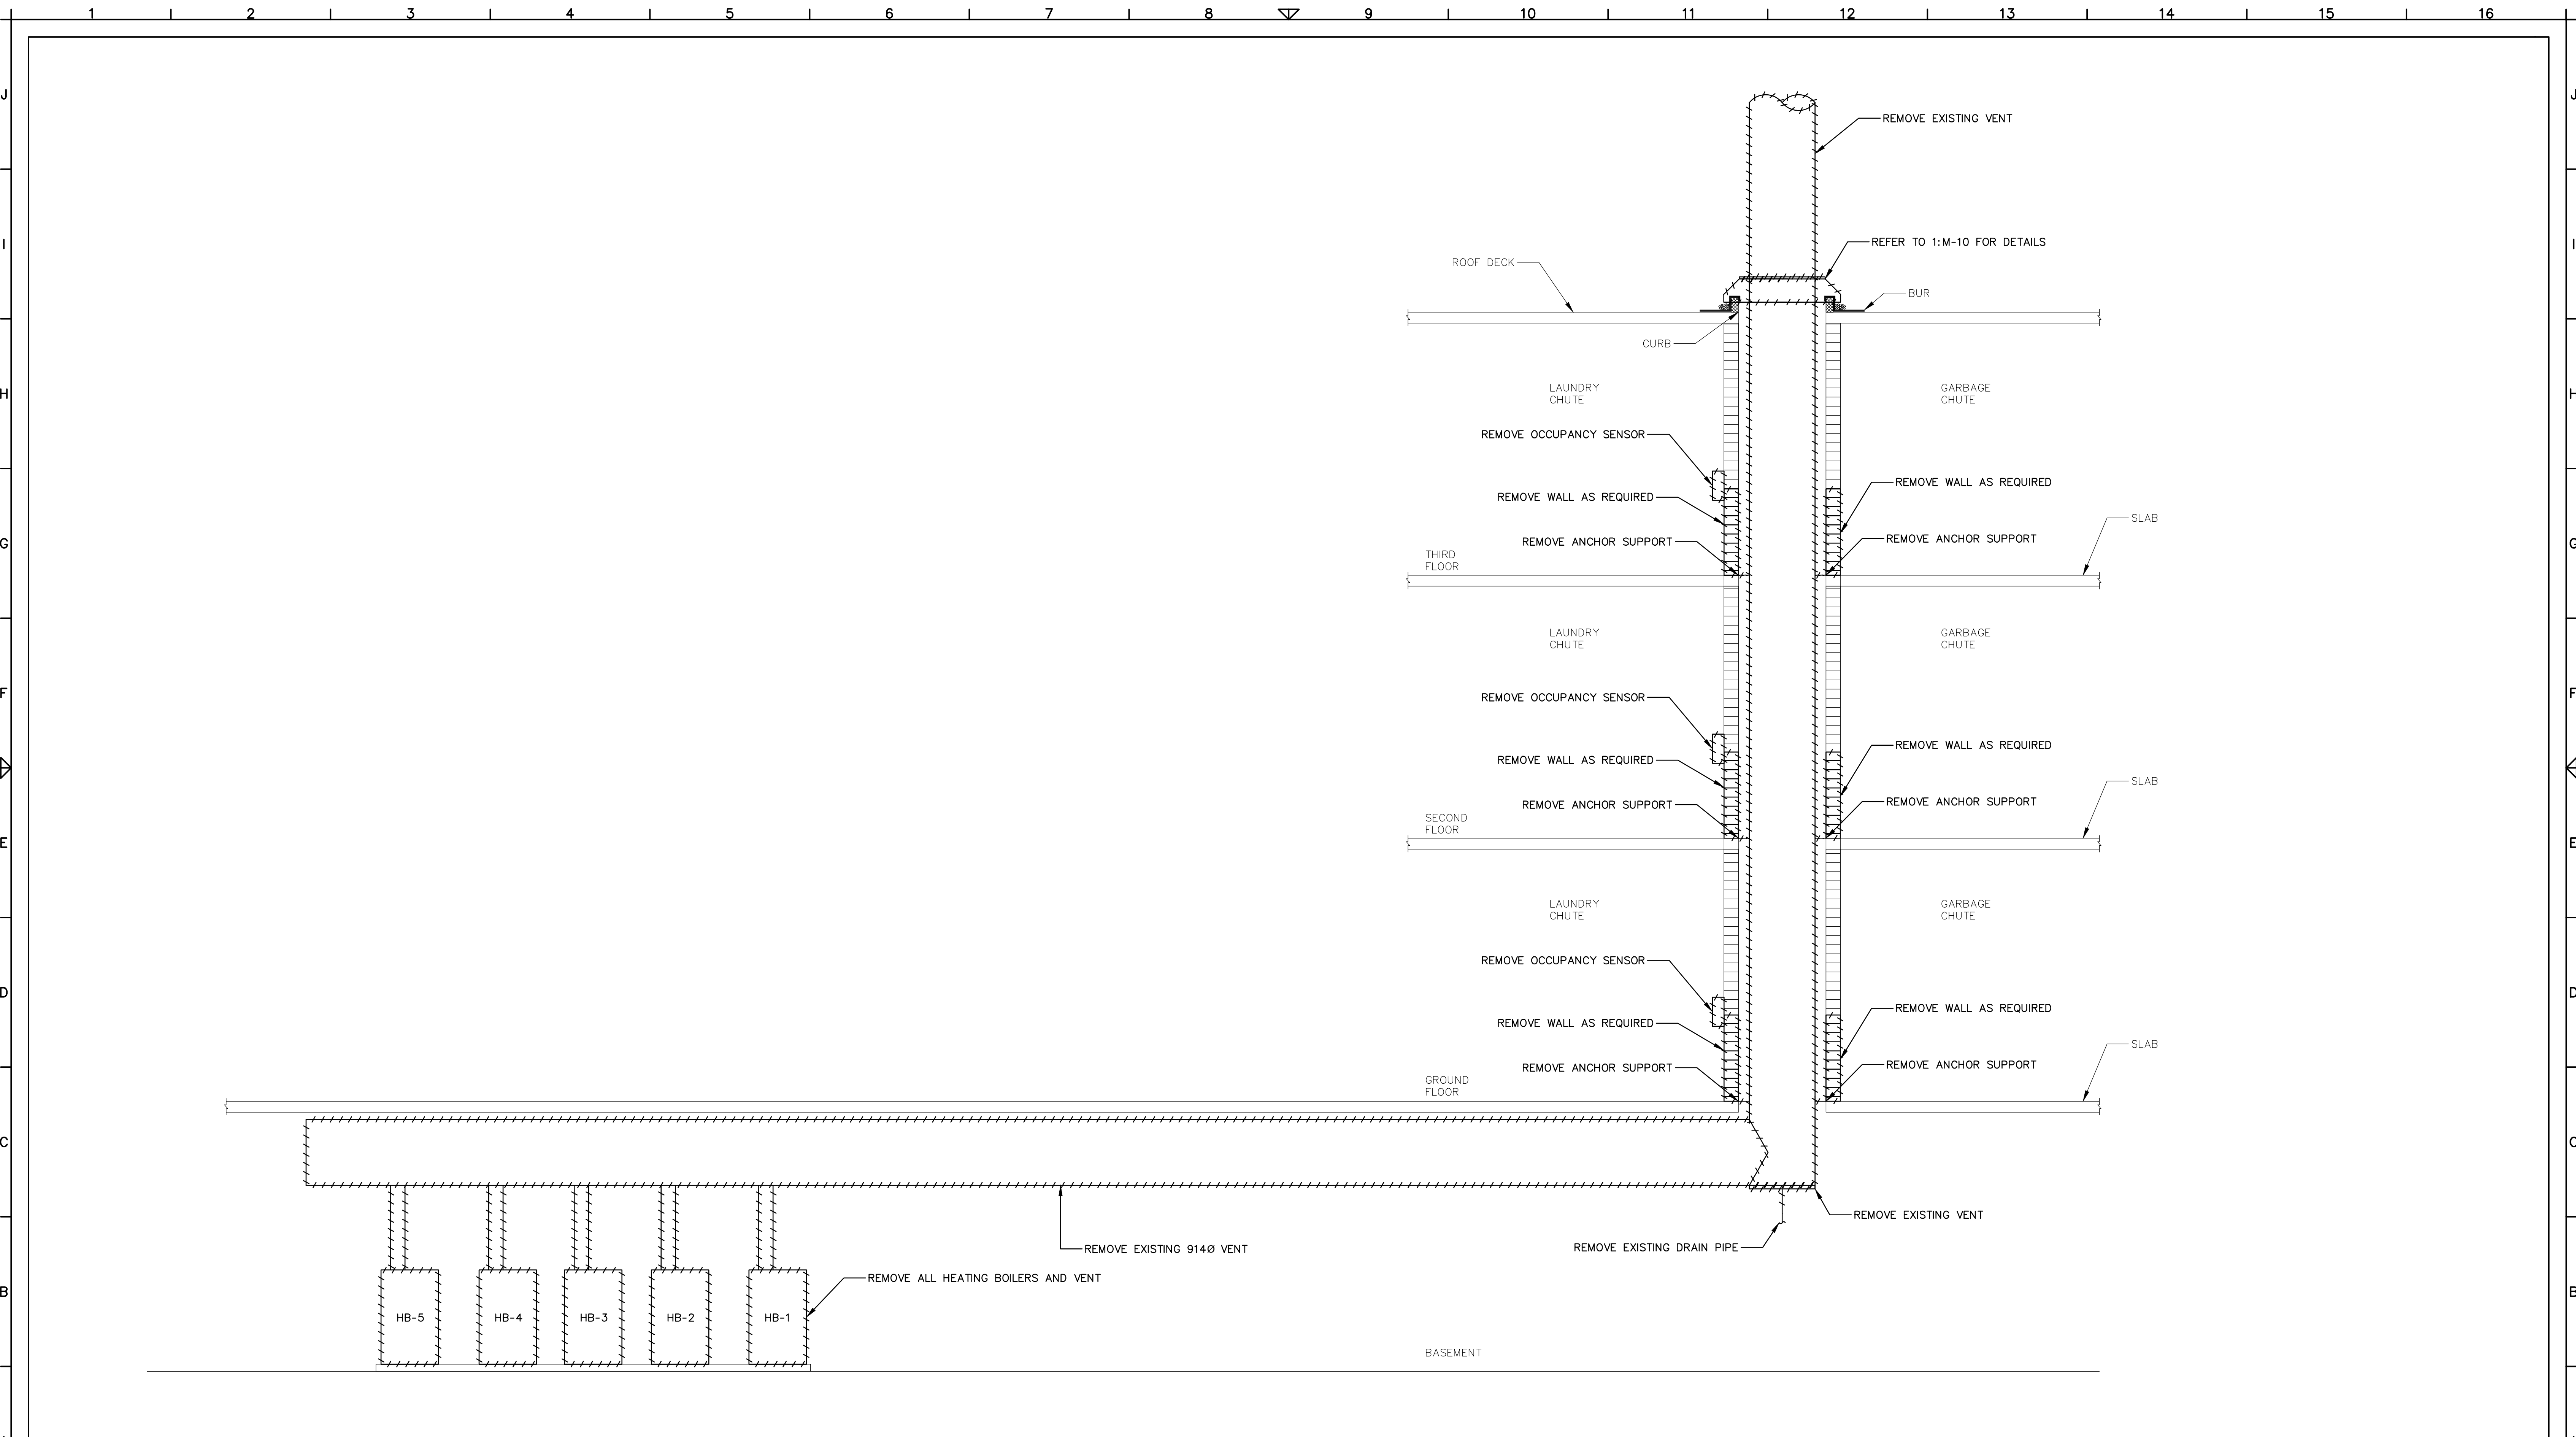 1 2 3 4 5 6 7 8 9 10 11 12 13 14 15 16
J
J
REMOVE EXISTING VENT
I
I
REFER TO 1:M-10 FOR DETAILS
ROOF DECK
BUR
CURB
H
H
LAUNDRY
CHUTE
GARBAGE
CHUTE
REMOVE OCCUPANCY SENSOR
REMOVE WALL AS REQUIRED
REMOVE WALL AS REQUIRED
SLAB
G
G
REMOVE ANCHOR SUPPORT
REMOVE ANCHOR SUPPORT
THIRD
FLOOR
LAUNDRY
CHUTE
GARBAGE
CHUTE
F
F
REMOVE OCCUPANCY SENSOR
REMOVE WALL AS REQUIRED
REMOVE WALL AS REQUIRED
SLAB
REMOVE ANCHOR SUPPORT
REMOVE ANCHOR SUPPORT
SECOND
FLOOR
E
E
LAUNDRY
CHUTE
GARBAGE
CHUTE
REMOVE OCCUPANCY SENSOR
D
D
REMOVE WALL AS REQUIRED
REMOVE WALL AS REQUIRED
SLAB
REMOVE ANCHOR SUPPORT
REMOVE ANCHOR SUPPORT
GROUND
FLOOR
C
C
REMOVE EXISTING VENT
REMOVE EXISTING 914Ø VENT
REMOVE EXISTING DRAIN PIPE
REMOVE ALL HEATING BOILERS AND VENT
B
B
HB-5 HB-4 HB-3 HB-2 HB-1
BASEMENT